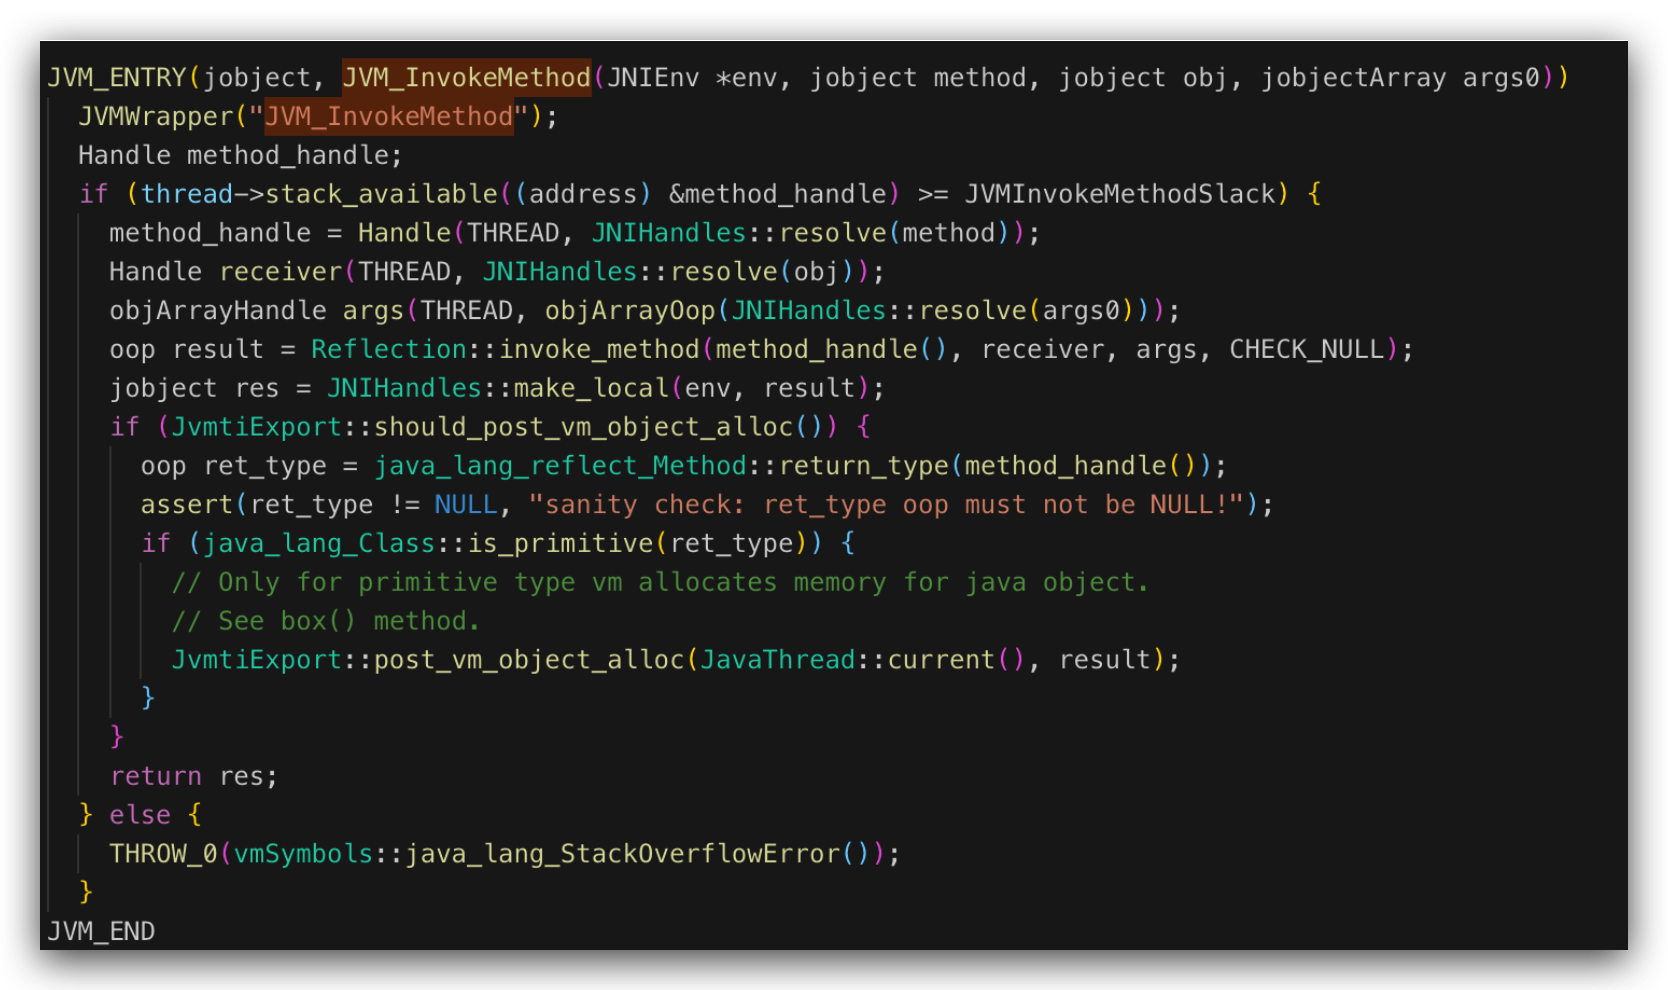 JVM_ENTRY(jobject, JVM_InvokeMethod(JNIEnv *env, jobject method, jobject obj, jobjectArray args0))
  JVMWrapper("JVM_InvokeMethod");
  Handle method_handle;
  if (thread->stack_available((address) &method_handle) >= JVMInvokeMethodSlack) {
    method_handle = Handle(THREAD, JNIHandles::resolve(method));
    Handle receiver(THREAD, JNIHandles::resolve(obj));
    objArrayHandle args(THREAD, objArrayOop(JNIHandles::resolve(args0)));
    oop result = Reflection::invoke_method(method_handle(), receiver, args, CHECK_NULL);
    jobject res = JNIHandles::make_local(env, result);
    if (JvmtiExport::should_post_vm_object_alloc()) {
      oop ret_type = java_lang_reflect_Method::return_type(method_handle());
      assert(ret_type != NULL, "sanity check: ret_type oop must not be NULL!");
      if (java_lang_Class::is_primitive(ret_type)) {
        // Only for primitive type vm allocates memory for java object.
        // See box() method.
        JvmtiExport::post_vm_object_alloc(JavaThread::current(), result);
      }
    }
    return res;
  } else {
    THROW_0(vmSymbols::java_lang_StackOverflowError());
  }
JVM_END